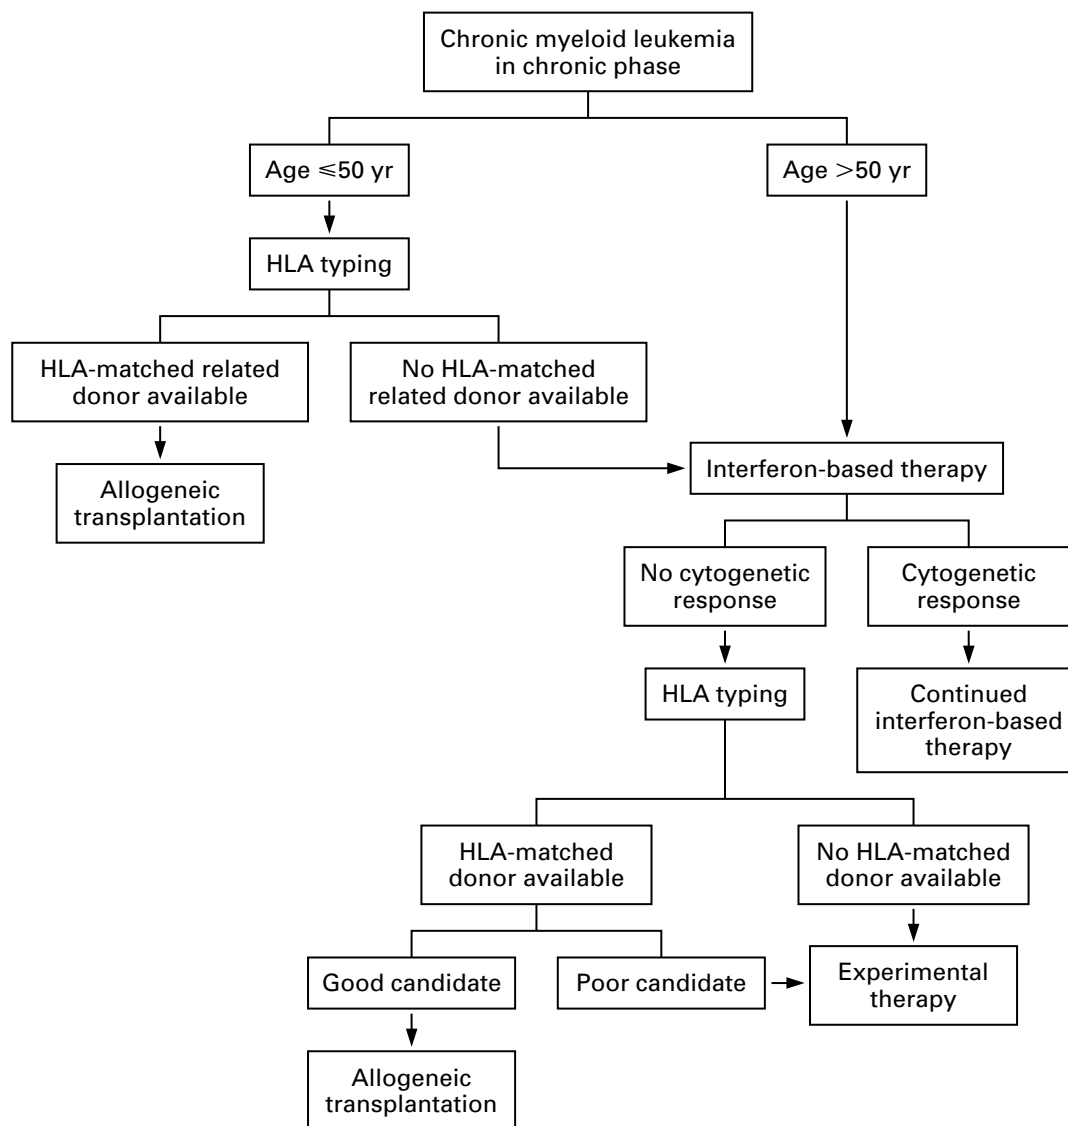 Chronic myeloid leukemia
in chronic phase
Age ⩽50 yr
Age >50 yr
HLA typing
HLA-matched related
donor available
No HLA-matched
related donor available
Allogeneic
transplantation
Interferon-based therapy
No cytogenetic
response
Cytogenetic
response
HLA typing
Continued
interferon-based
therapy
HLA-matched
donor available
No HLA-matched
donor available
Good candidate
Poor candidate
Experimental
therapy
Allogeneic
transplantation